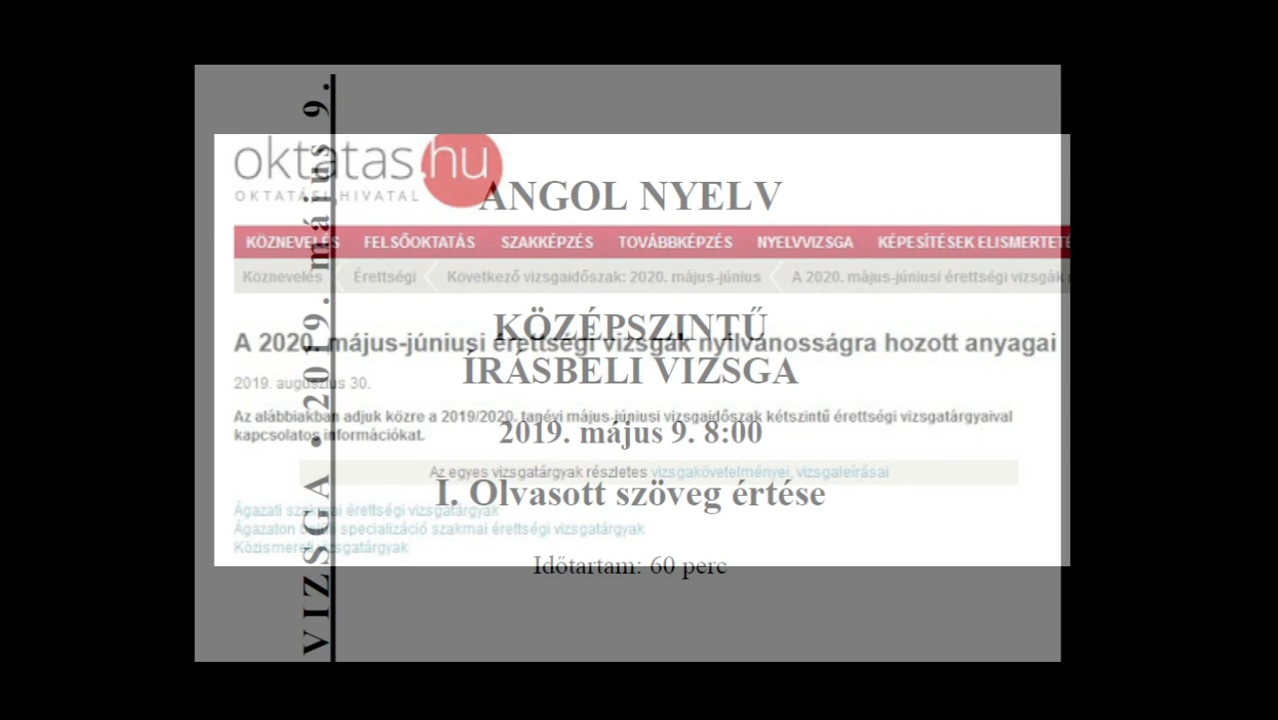 VIZSGA • 2019. május 9.
oktatas.hu
OKTATÁSI HIVATAL
ANGOL NYELV
KÖZNEVELÉS FELSŐOKTATÁS SZAKKÉPZÉS TOVÁBBKÉPZÉS NYELVVIZSGA KÉPESÍTÉSEK ELISMERTETÉ
Köznevelés Érettségi Következő vizsgaidőszak: 2020. május-június A 2020. május-júniusi érettségi vizsgák
KÖZÉPSZINTŰ
A 2020. május-júniusi érettségi vizsgák nyilvánosságra hozott anyagai
ÍRÁSBELI VIZSGA
2019. augusztus 30.
Az alábbiakban adjuk közre a 2019/2020. tanévi május-júniusi vizsgaidőszak kétszintű érettségi vizsgatárgyaival
kapcsolatos információkat.
2019. május 9. 8:00
Az egyes vizsgatárgyak részletes vizsgakövetelményei, vizsgaleírásai
I. Olvasott szöveg értése
Ágazati szakmai érettségi vizsgatárgyak
Ágazaton belüli specializáció szakmai érettségi vizsgatárgyak
Közismereti vizsgatárgyak
Időtartam: 60 perc